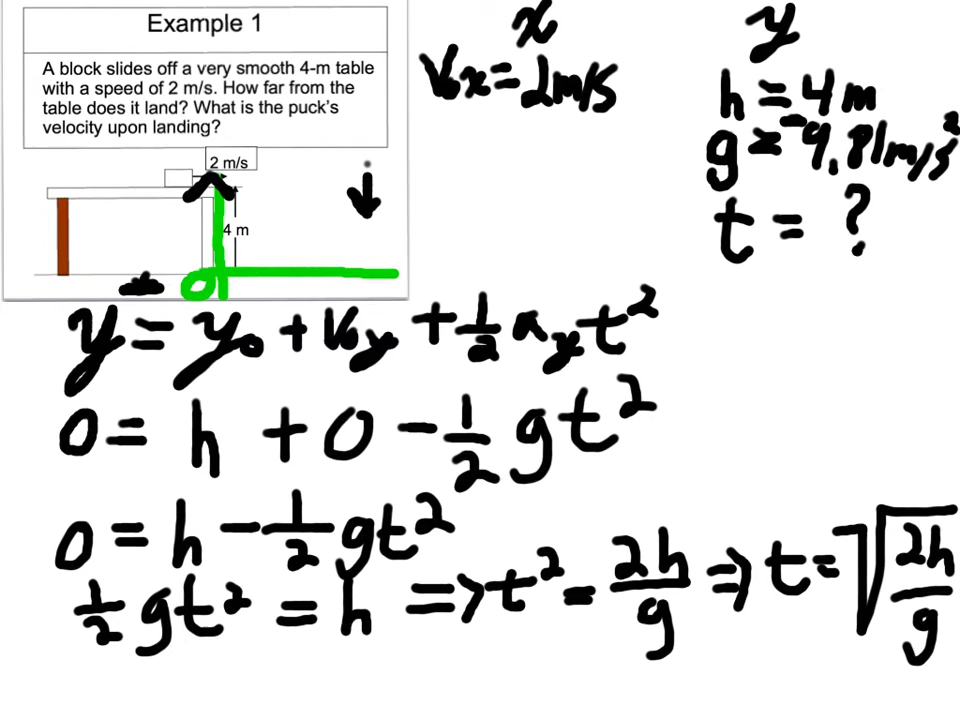 Example 1
A block slides off a very smooth 4-m table
with a speed of 2 m/s. How far from the
table does it land? What is the puck's
velocity upon landing?
2 m/s
4 m
x
V₀x = 2m/s
y
h = 4m
g = -9.81m/s²
t = ?
y = y₀ + V₀y + ½ a_y t²
0 = h + 0 - ½ gt²
0 = h - ½ gt²
½ gt² = h => t² = 2h/g => t = √(2h/g)